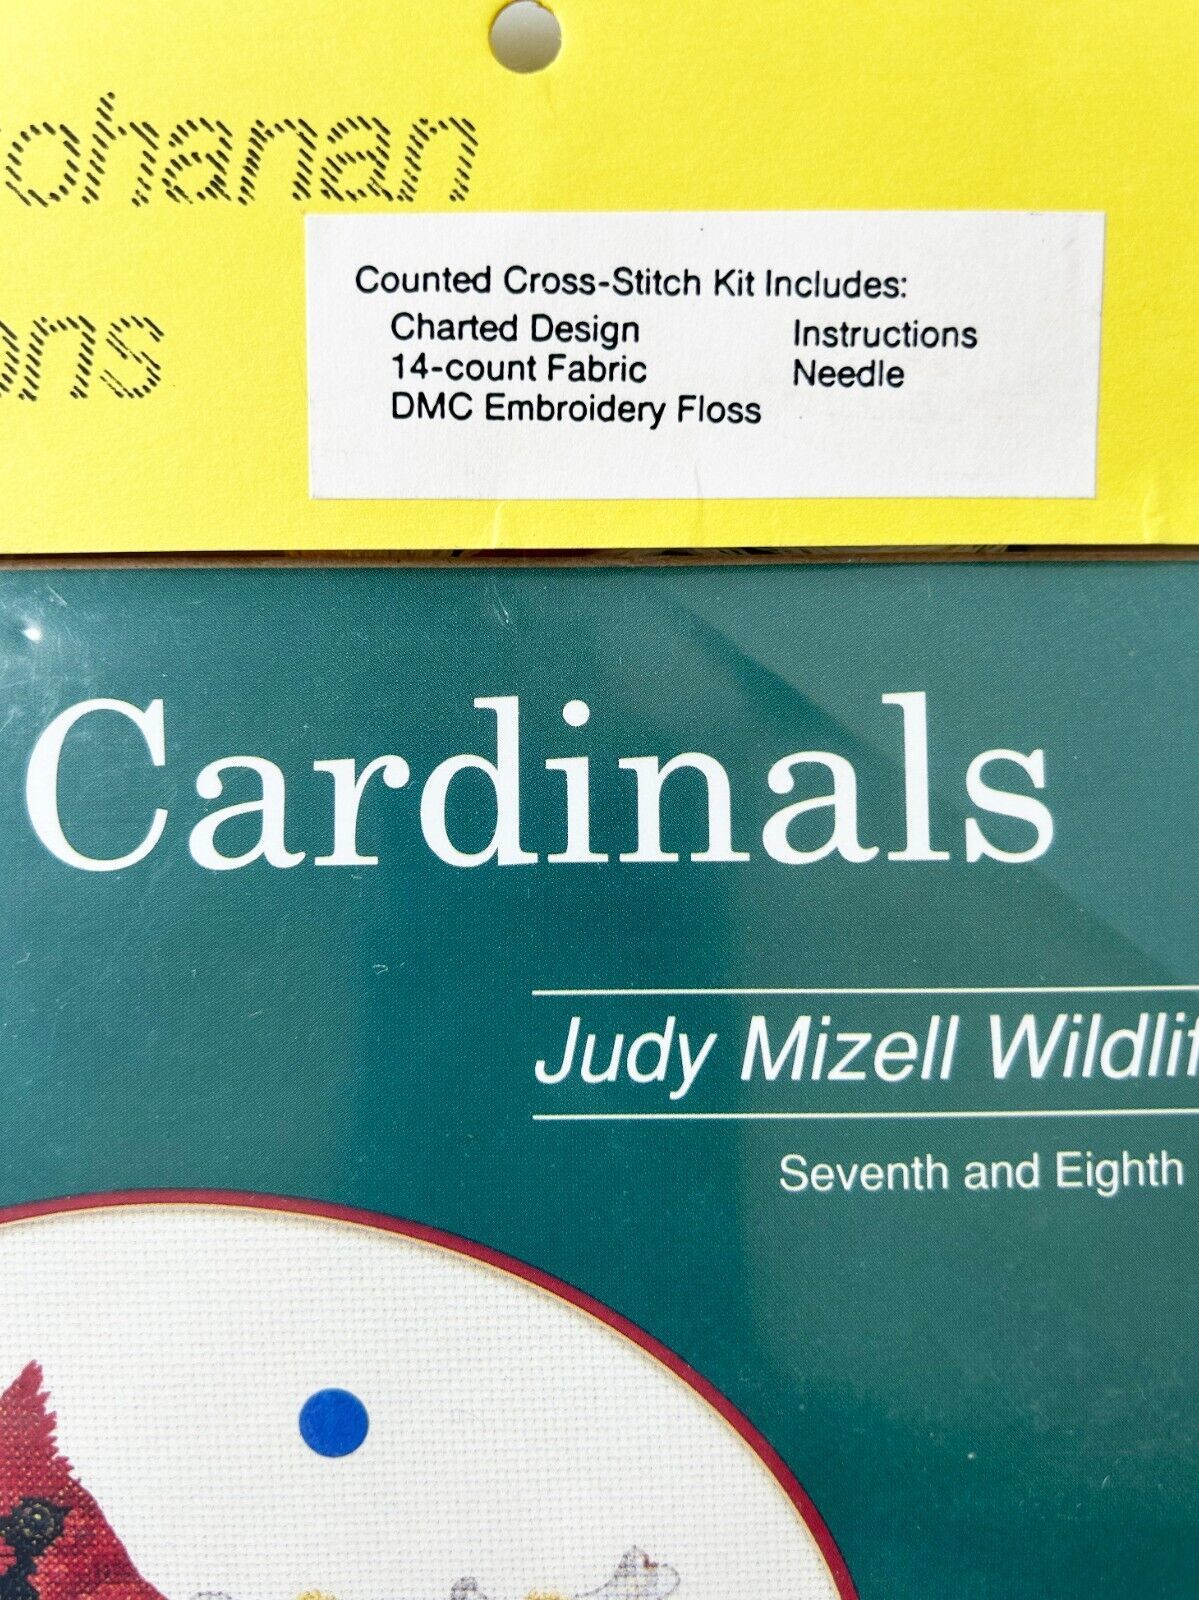 ohanan
ons
Counted Cross-Stitch Kit Includes:
Charted Design Instructions
14-count Fabric Needle
DMC Embroidery Floss
Cardinals
Judy Mizell Wildlif
Seventh and Eighth